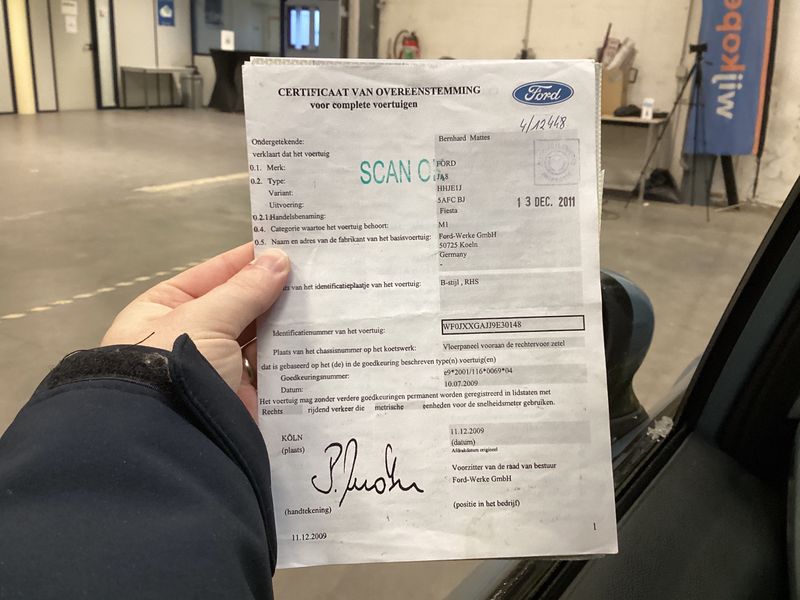 CERTIFICAAT VAN OVEREENSTEMMING
voor complete voertuigen
Ford
4/12448
Ondergetekende: Bernhard Mattes
verklaart dat het voertuig
0.1. Merk: FORD
SCAN
0.2. Type: JA8
Variant: HHJE1J
Uitvoering: 5AFC BJ
13 DEC. 2011
0.2.1 Handelsbenaming: Fiesta
0.4. Categorie waartoe het voertuig behoort: M1
0.5. Naam en adres van de fabrikant van het basisvoertuig: Ford-Werke GmbH
50725 Koeln
Germany
-
van het identificatieplaatje van het voertuig: B-stijl , RHS
Identificatienummer van het voertuig: WF0JXXGAJJ9E30148
Plaats van het chassisnummer op het koetswerk: Vloerpaneel vooraan de rechtervoor zetel
dat is gebaseerd op het (de) in de goedkeuring beschreven type(n) voertuig(en)
Goedkeuringsnummer: e9*2001/116*0069*04
Datum: 10.07.2009
Het voertuig mag zonder verdere goedkeuringen permanent worden geregistreerd in lidstaten met
Rechts rijdend verkeer die metrische eenheden voor de snelheidsmeter gebruiken.
KÖLN 11.12.2009
(plaats) (datum)
Voorzitter van de raad van bestuur
Ford-Werke GmbH
(handtekening) (positie in het bedrijf)
11.12.2009
1
wijkobe